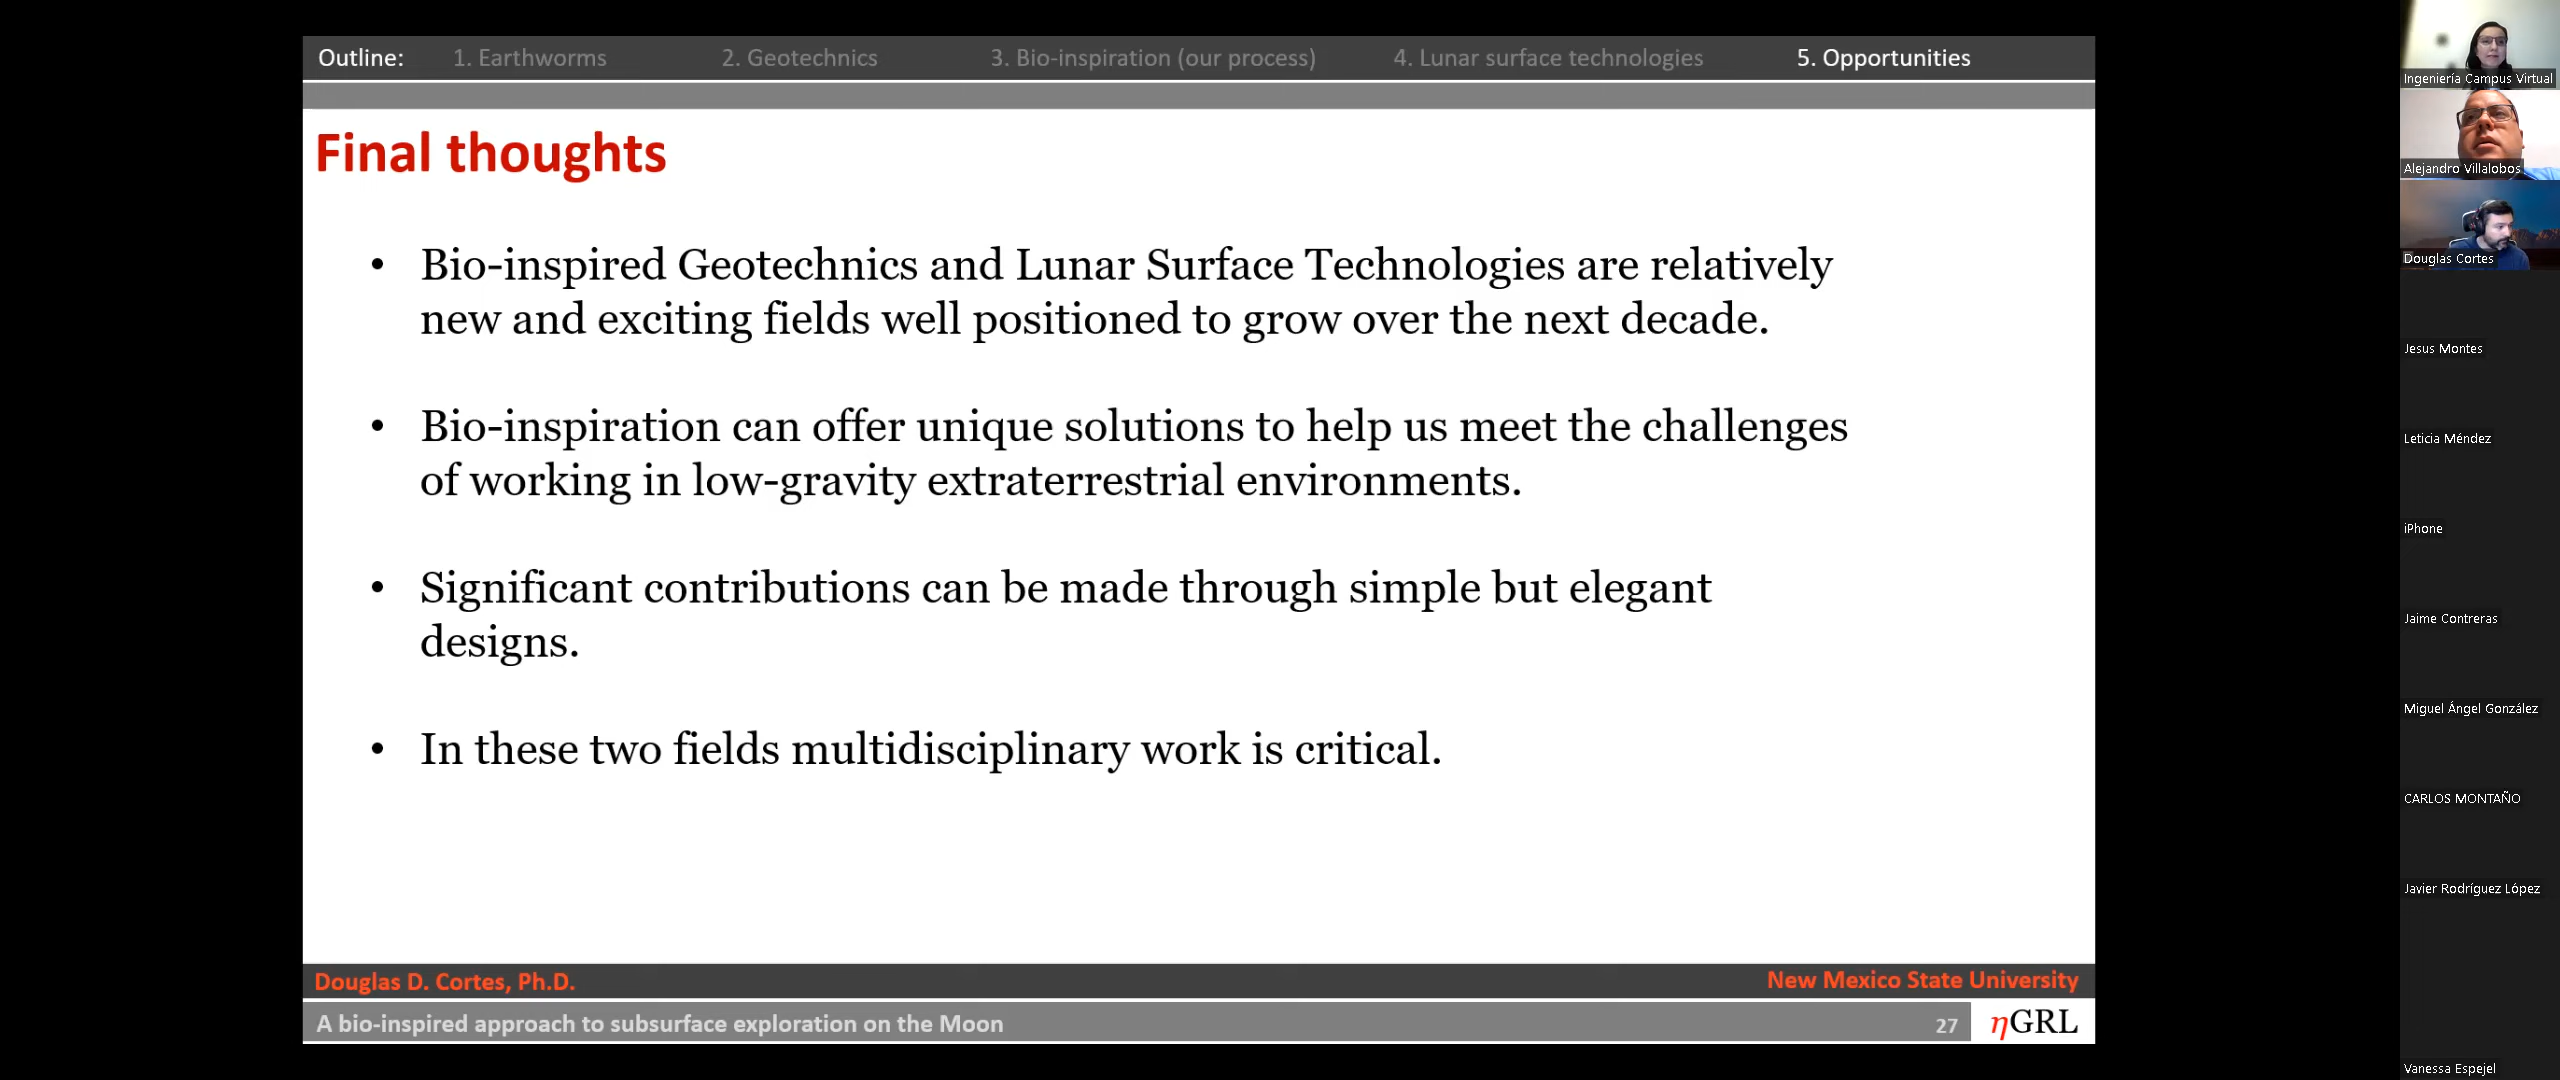 Outline: 1. Earthworms 2. Geotechnics 3. Bio-inspiration (our process) 4. Lunar surface technologies 5. Opportunities
Final thoughts
• Bio-inspired Geotechnics and Lunar Surface Technologies are relatively
new and exciting fields well positioned to grow over the next decade.
• Bio-inspiration can offer unique solutions to help us meet the challenges
of working in low-gravity extraterrestrial environments.
• Significant contributions can be made through simple but elegant
designs.
• In these two fields multidisciplinary work is critical.
Douglas D. Cortes, Ph.D. New Mexico State University
A bio-inspired approach to subsurface exploration on the Moon 27 ηGRL
Ingeniería Campus Virtual
Alejandro Villalobos
Douglas Cortes
Jesus Montes
Leticia Méndez
iPhone
Jaime Contreras
Miguel Ángel González
CARLOS MONTAÑO
Javier Rodríguez López
Vanessa Espejel